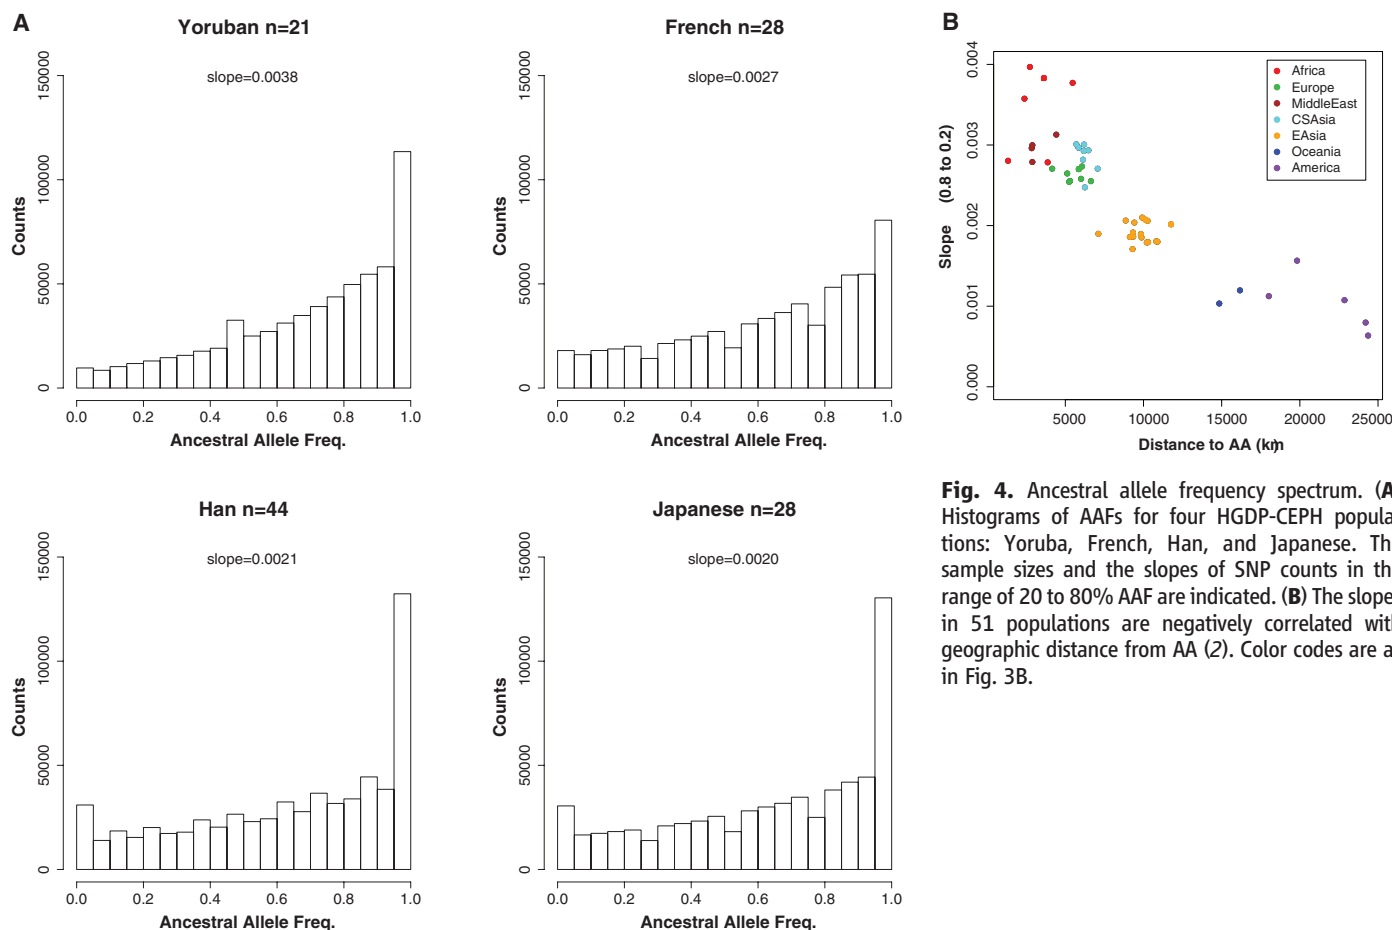 A
Yoruban n=21
slope=0.0038
Counts
0
50000
100000
150000
0.0 0.2 0.4 0.6 0.8 1.0
Ancestral Allele Freq.
French n=28
slope=0.0027
Counts
0
50000
100000
150000
0.0 0.2 0.4 0.6 0.8 1.0
Ancestral Allele Freq.
Han n=44
slope=0.0021
Counts
0
50000
100000
150000
0.0 0.2 0.4 0.6 0.8 1.0
Ancestral Allele Freq.
Japanese n=28
slope=0.0020
Counts
0
50000
100000
150000
0.0 0.2 0.4 0.6 0.8 1.0
Ancestral Allele Freq.
B
Slope (0.8 to 0.2)
0.000
0.001
0.002
0.003
0.004
Africa
Europe
MiddleEast
CSAsia
EAsia
Oceania
America
5000 10000 15000 20000 25000
Distance to AA (km)
Fig. 4. Ancestral allele frequency spectrum. (A
Histograms of AAFs for four HGDP-CEPH popula
tions: Yoruba, French, Han, and Japanese. Th
sample sizes and the slopes of SNP counts in th
range of 20 to 80% AAF are indicated. (B) The slope
in 51 populations are negatively correlated with
geographic distance from AA (2). Color codes are a
in Fig. 3B.